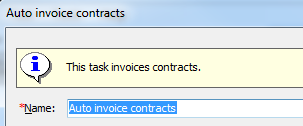 Auto invoice contracts
This task invoices contracts.
*Name: Auto invoice contracts